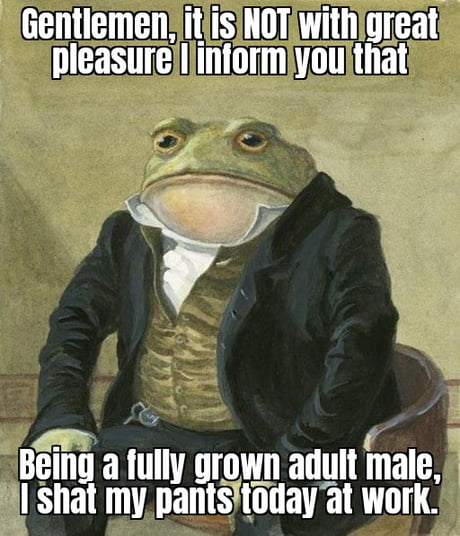 Gentlemen, it is NOT with great
pleasure I inform you that
Being a fully grown adult male,
I shat my pants today at work.